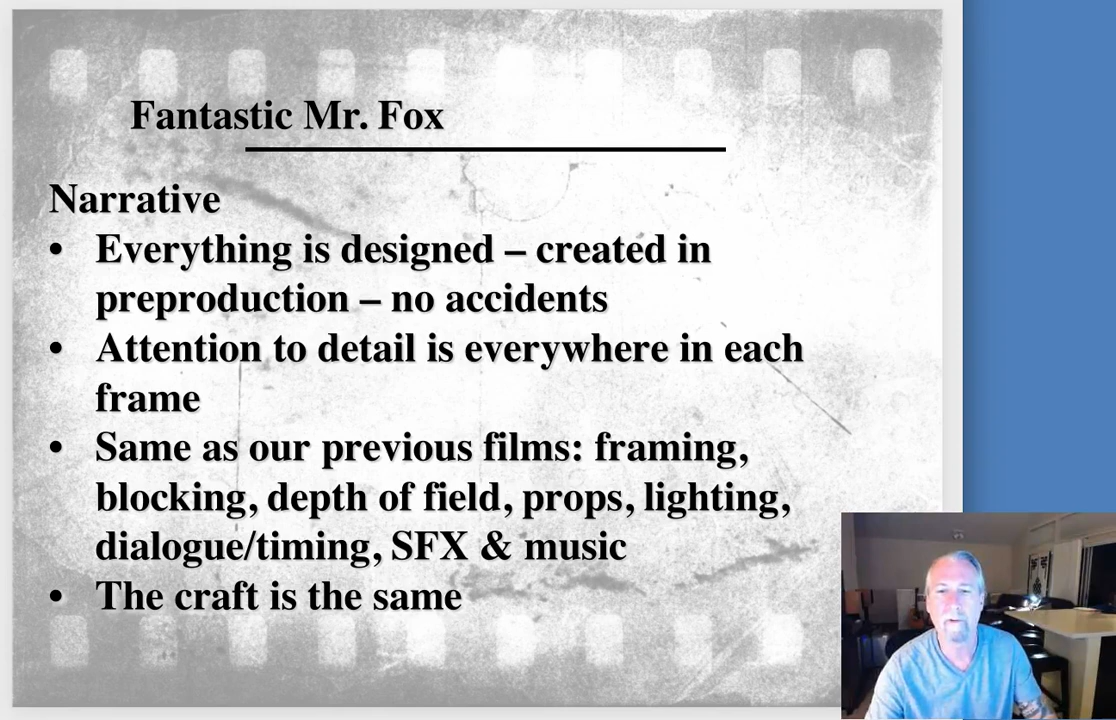 Fantastic Mr. Fox
Narrative
• Everything is designed – created in
preproduction – no accidents
• Attention to detail is everywhere in each
frame
• Same as our previous films: framing,
blocking, depth of field, props, lighting,
dialogue/timing, SFX & music
• The craft is the same